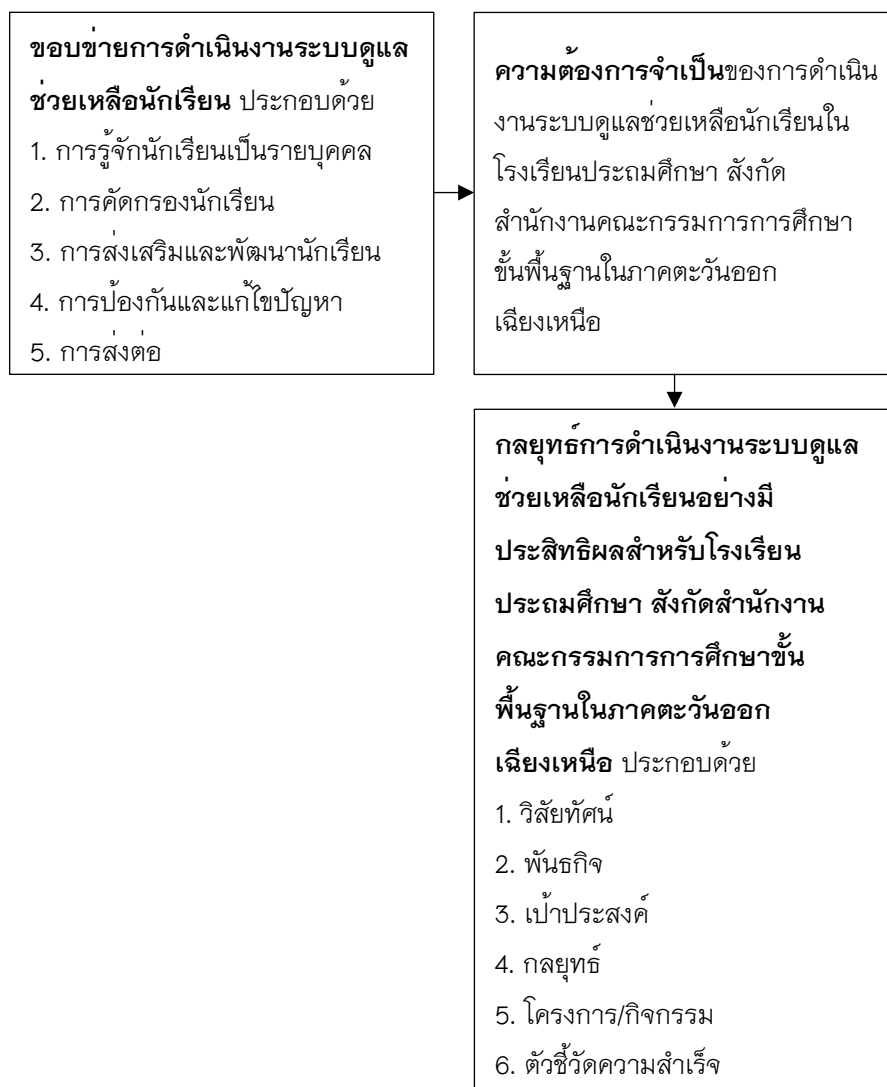 ขอบข่ายการดำเนินงานระบบดูแล
ช่วยเหลือนักเรียน ประกอบด้วย
1. การรู้จักนักเรียนเป็นรายบุคคล
2. การคัดกรองนักเรียน
3. การส่งเสริมและพัฒนานักเรียน
4. การป้องกันและแก้ไขปัญหา
5. การส่งต่อ
ความต้องการจำเป็นของการดำเนิน
งานระบบดูแลช่วยเหลือนักเรียนใน
โรงเรียนประถมศึกษา สังกัด
สำนักงานคณะกรรมการการศึกษา
ขั้นพื้นฐานในภาคตะวันออก
เฉียงเหนือ
กลยุทธ์การดำเนินงานระบบดูแล
ช่วยเหลือนักเรียนอย่างมี
ประสิทธิผลสำหรับโรงเรียน
ประถมศึกษา สังกัดสำนักงาน
คณะกรรมการการศึกษาขั้น
พื้นฐานในภาคตะวันออก
เฉียงเหนือ ประกอบด้วย
1. วิสัยทัศน์
2. พันธกิจ
3. เป้าประสงค์
4. กลยุทธ์
5. โครงการ/กิจกรรม
6. ตัวชี้วัดความสำเร็จ